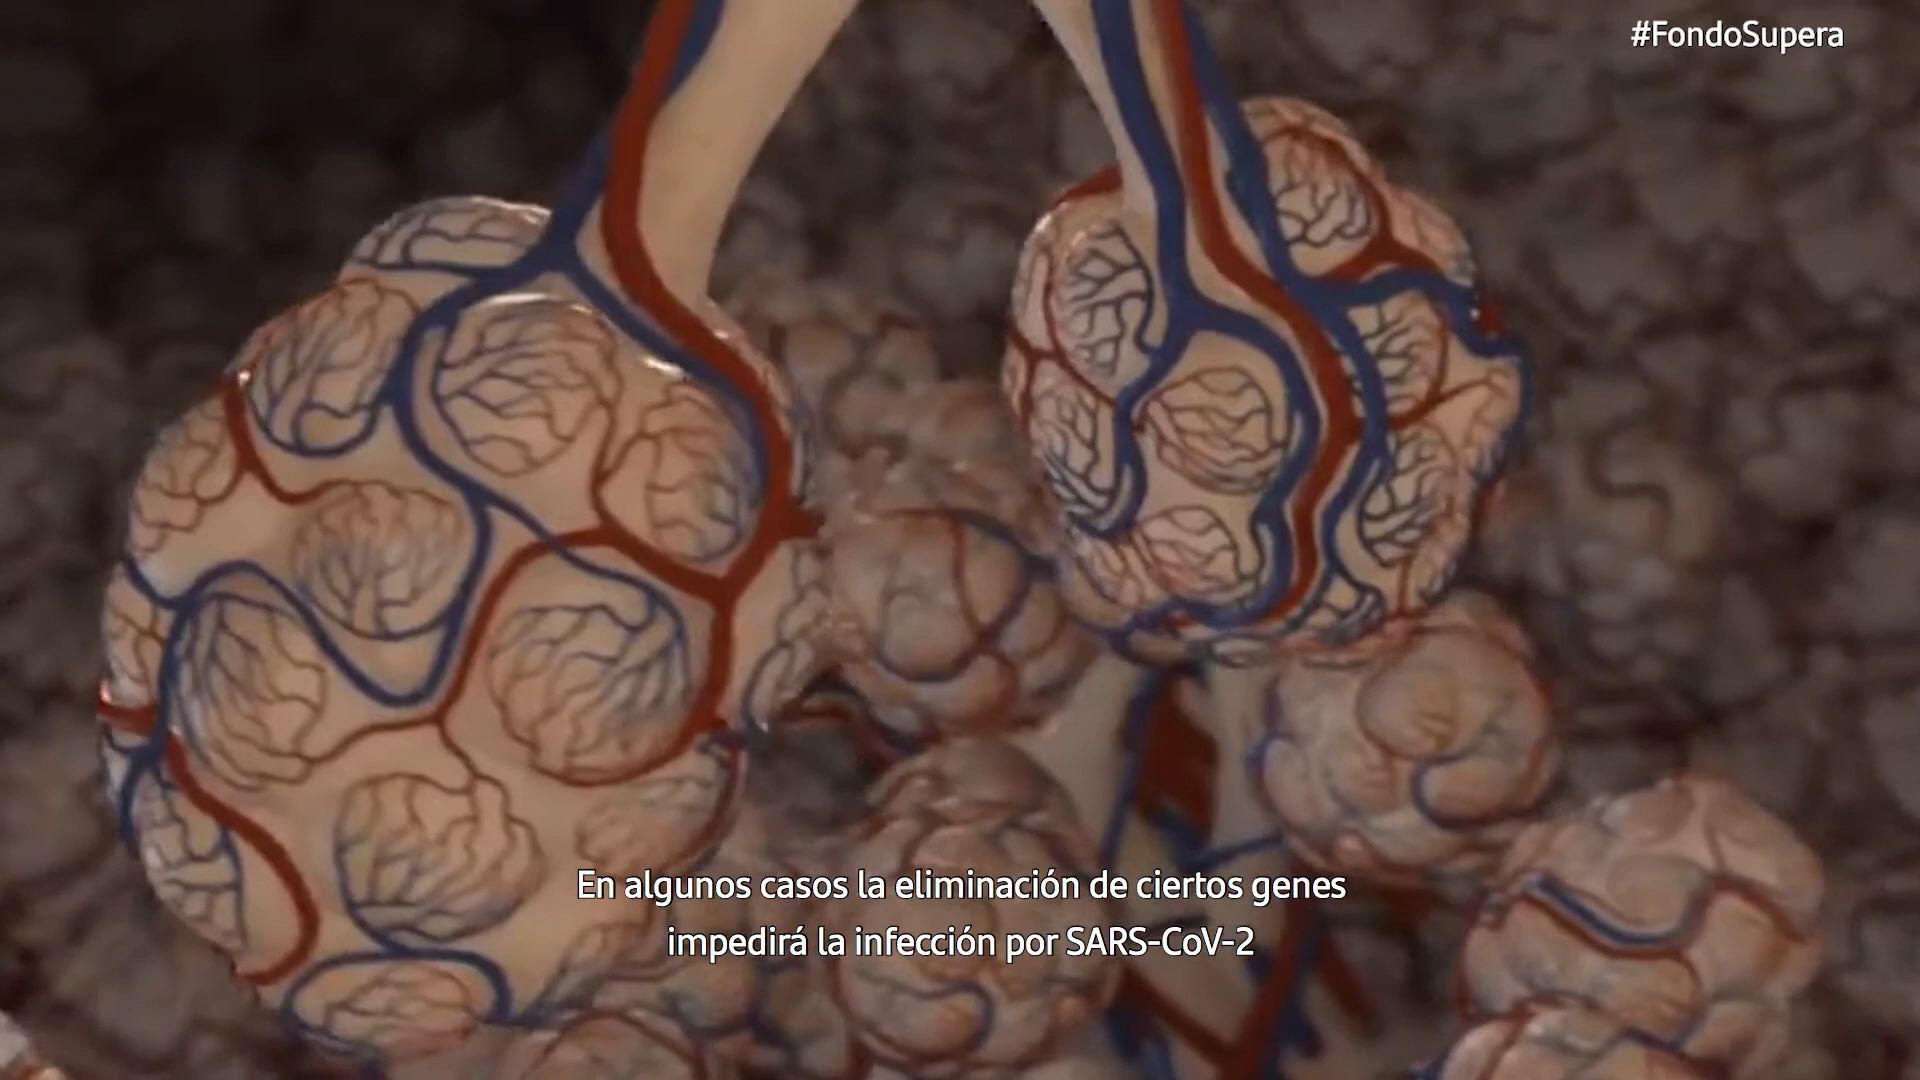 #FondoSupera
En algunos casos la eliminación de ciertos genes
impedirá la infección por SARS-CoV-2